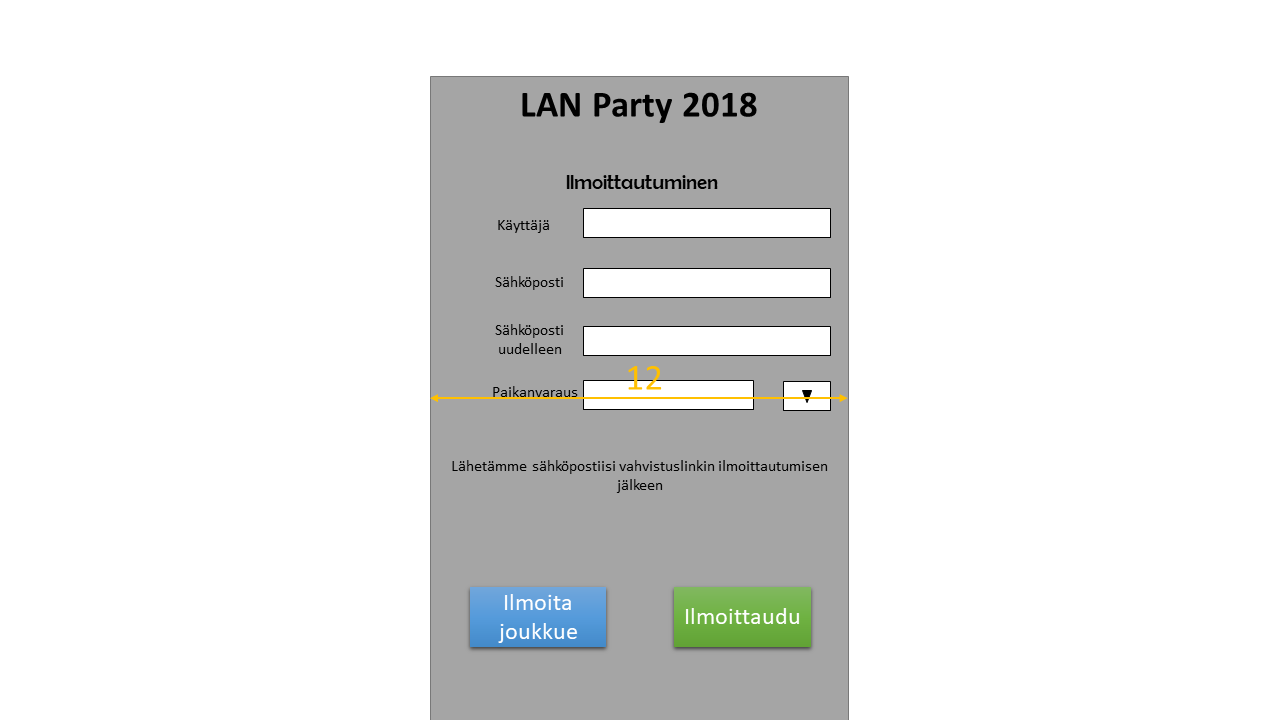 LAN Party 2018
Ilmoittautuminen
Käyttäjä
Sähköposti
Sähköposti
uudelleen
12
Paikanvaraus
Lähetämme sähköpostiisi vahvistuslinkin ilmoittautumisen
jälkeen
Ilmoita
joukkue
Ilmoittaudu